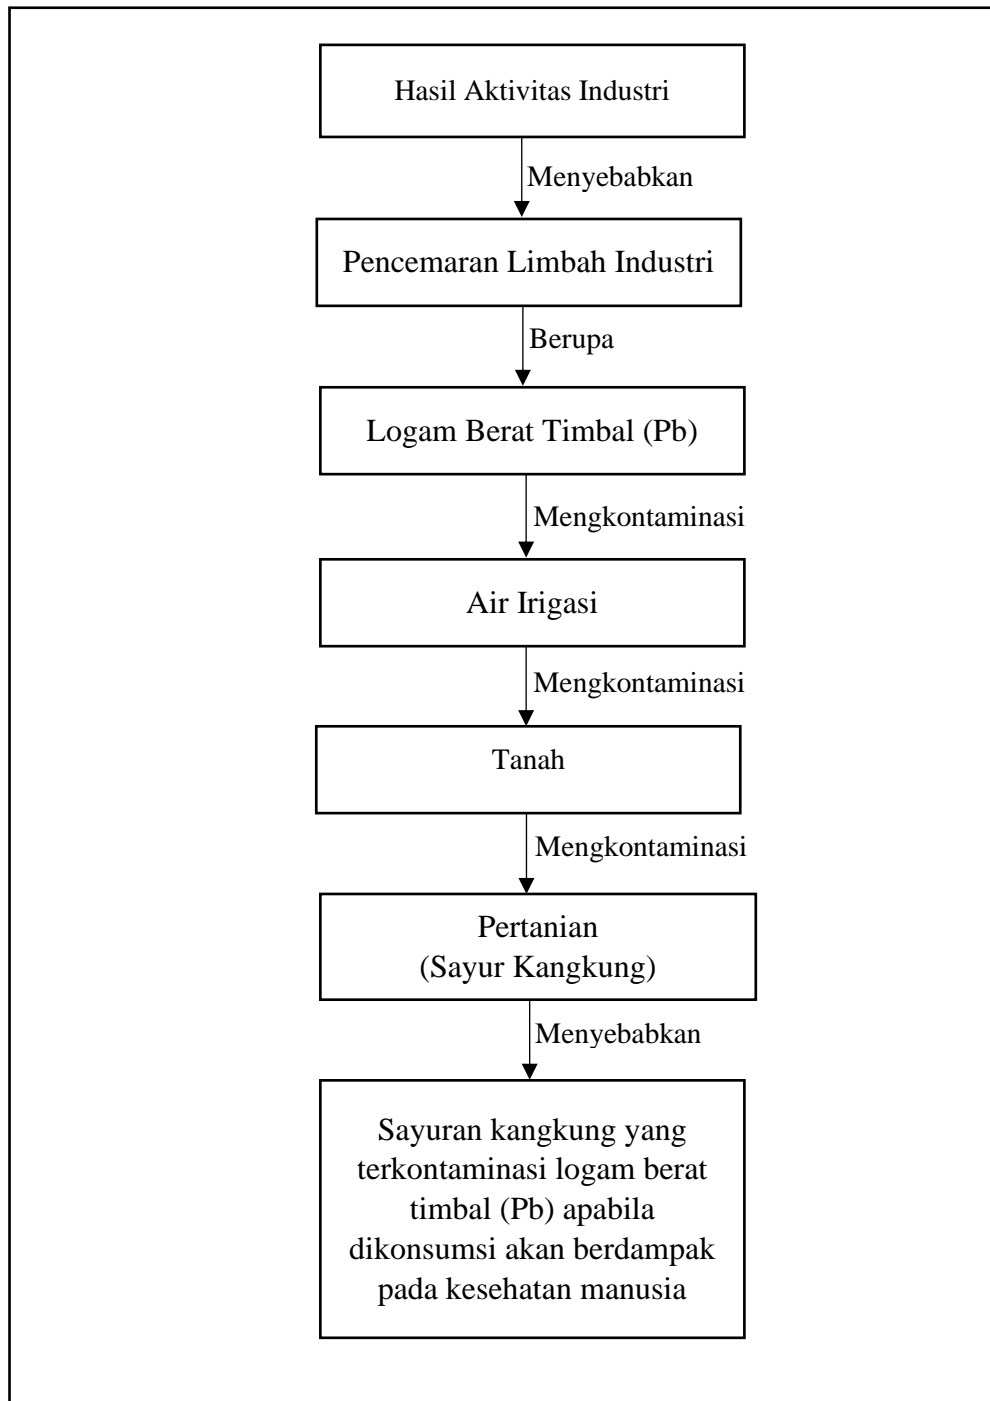 Hasil Aktivitas Industri
Menyebabkan
Pencemaran Limbah Industri
Berupa
Logam Berat Timbal (Pb)
Mengkontaminasi
Air Irigasi
Mengkontaminasi
Tanah
Mengkontaminasi
Pertanian
(Sayur Kangkung)
Menyebabkan
Sayuran kangkung yang
terkontaminasi logam berat
timbal (Pb) apabila
dikonsumsi akan berdampak
pada kesehatan manusia